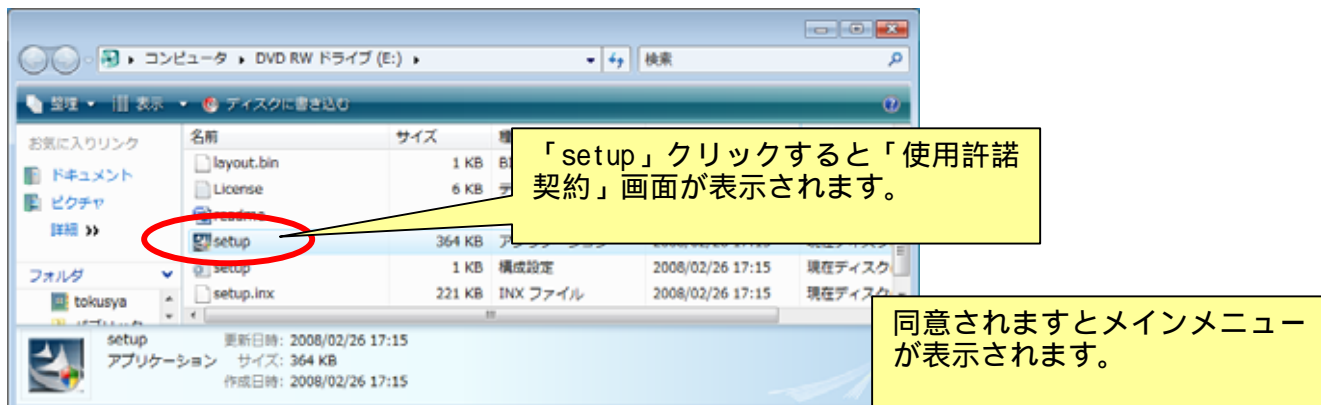 コンピュータ ▸ DVD RW ドライブ (E:) ▸
検索
整理 表示 ディスクに書き込む
お気に入りリンク
ドキュメント
ピクチャ
詳細 »
フォルダ
tokusya
名前 サイズ
layout.bin 1 KB
License 6 KB
readme
setup 364 KB
setup 1 KB 構成設定 2008/02/26 17:15 現在ディスク
setup.inx 221 KB INX ファイル 2008/02/26 17:15
「setup」クリックすると「使用許諾
契約」画面が表示されます。
同意されますとメインメニュー
が表示されます。
setup 更新日時: 2008/02/26 17:15
アプリケーション サイズ: 364 KB
作成日時: 2008/02/26 17:15